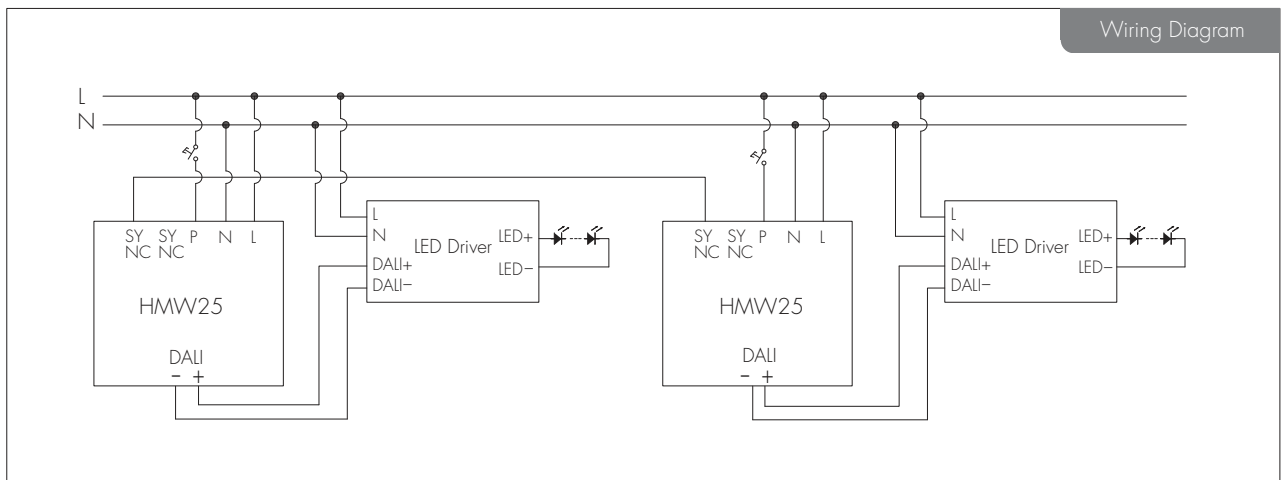 Wiring Diagram
L
N
SY NC SY NC P N L
HMW25
DALI
− +
L
N
DALI+
DALI−
LED Driver
LED+
LED−
SY NC SY NC P N L
HMW25
DALI
− +
L
N
DALI+
DALI−
LED Driver
LED+
LED−